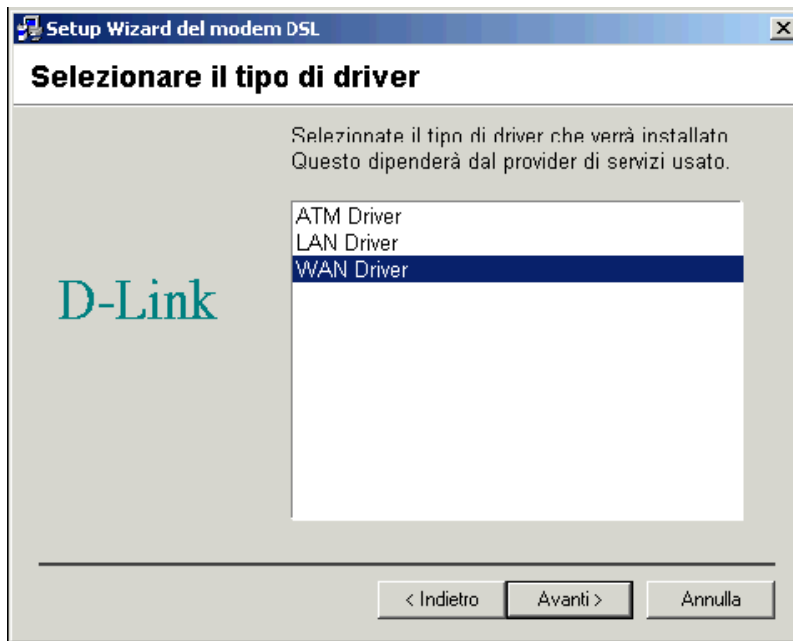 Setup Wizard del modem DSL
Selezionare il tipo di driver
Selezionate il tipo di driver che verrà installato
Questo dipenderà dal provider di servizi usato.
ATM Driver
LAN Driver
WAN Driver
D-Link
< Indietro
Avanti >
Annulla